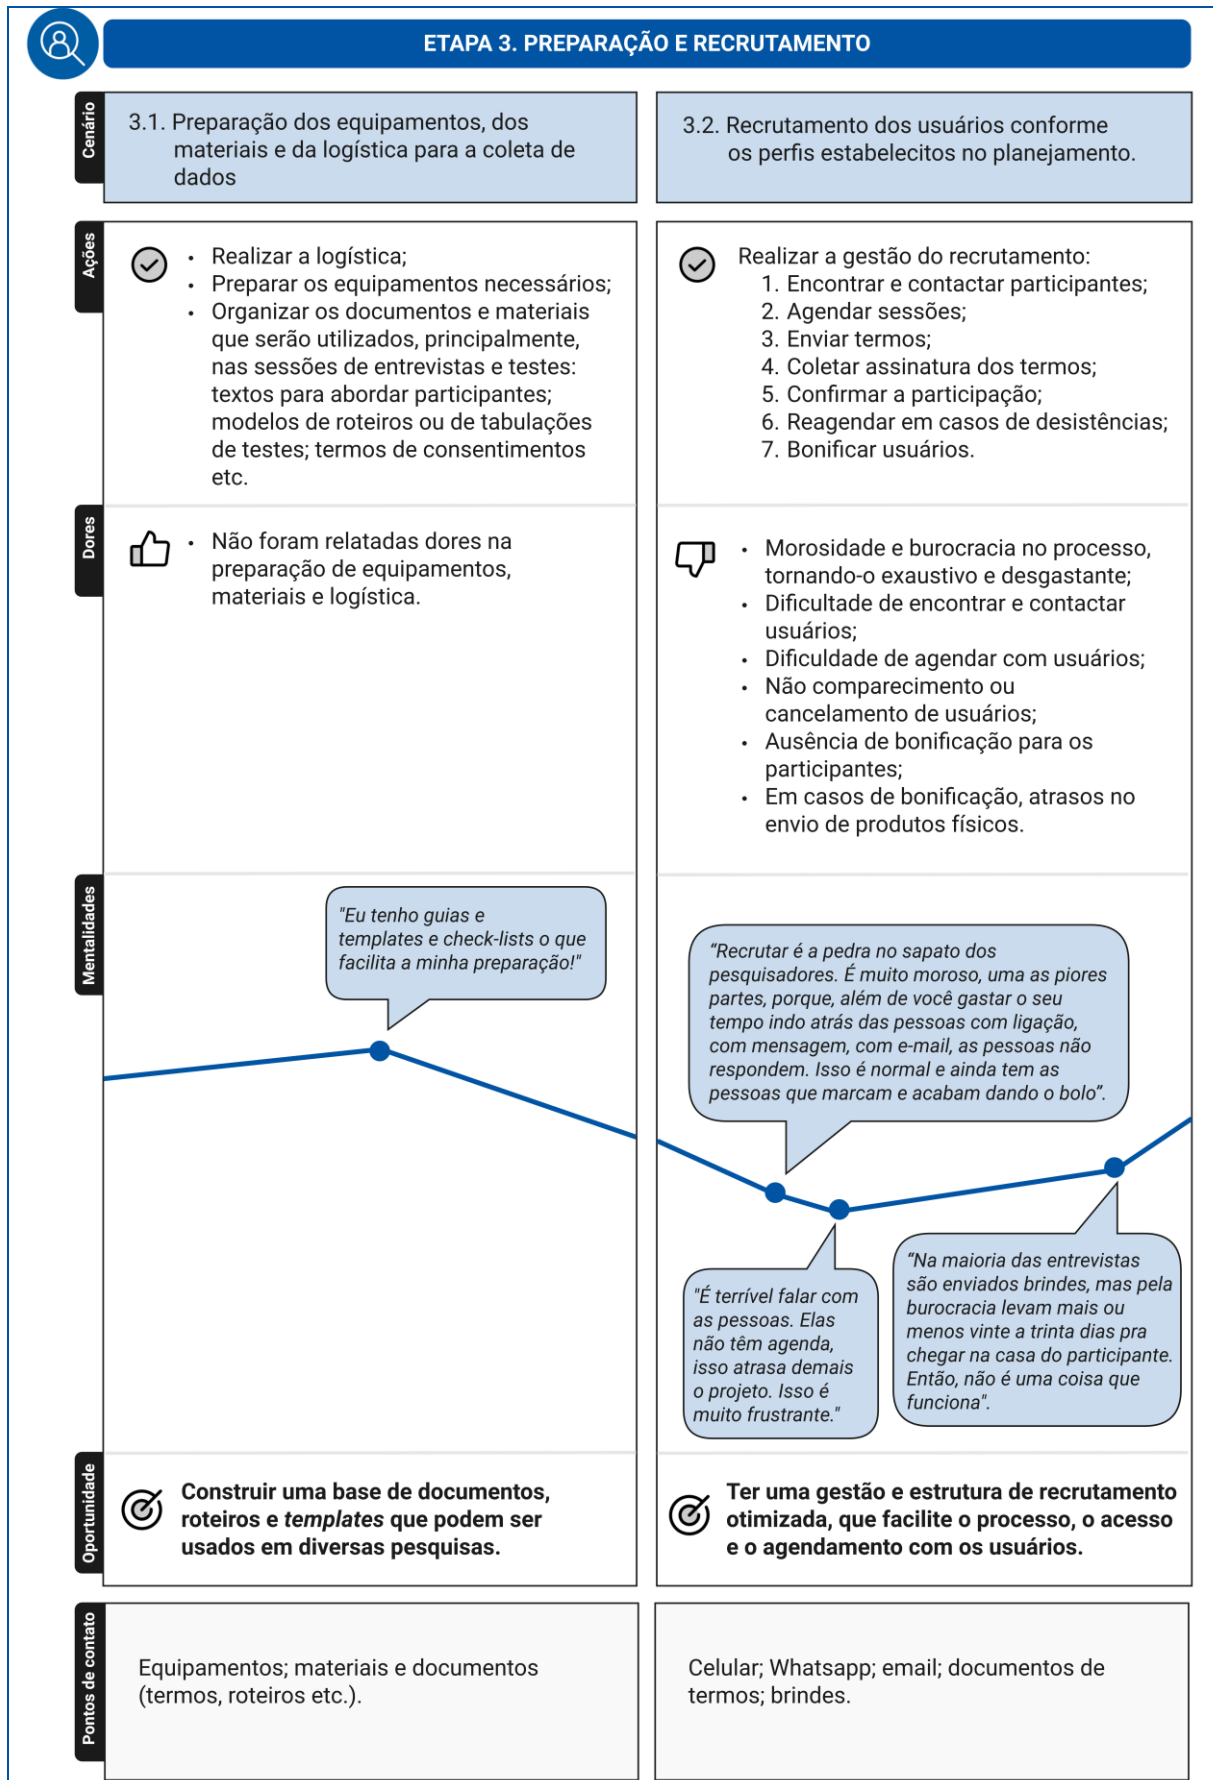 ETAPA 3. PREPARAÇÃO E RECRUTAMENTO
Cenário
3.1. Preparação dos equipamentos, dos
materiais e da logística para a coleta de
dados
3.2. Recrutamento dos usuários conforme
os perfis estabelecitos no planejamento.
Ações
• Realizar a logística;
• Preparar os equipamentos necessários;
• Organizar os documentos e materiais
que serão utilizados, principalmente,
nas sessões de entrevistas e testes:
textos para abordar participantes;
modelos de roteiros ou de tabulações
de testes; termos de consentimentos
etc.
Realizar a gestão do recrutamento:
1. Encontrar e contactar participantes;
2. Agendar sessões;
3. Enviar termos;
4. Coletar assinatura dos termos;
5. Confirmar a participação;
6. Reagendar em casos de desistências;
7. Bonificar usuários.
Dores
• Não foram relatadas dores na
preparação de equipamentos,
materiais e logística.
• Morosidade e burocracia no processo,
tornando-o exaustivo e desgastante;
• Dificultade de encontrar e contactar
usuários;
• Dificuldade de agendar com usuários;
• Não comparecimento ou
cancelamento de usuários;
• Ausência de bonificação para os
participantes;
• Em casos de bonificação, atrasos no
envio de produtos físicos.
Mentalidades
"Eu tenho guias e
templates e check-lists o que
facilita a minha preparação!"
“Recrutar é a pedra no sapato dos
pesquisadores. É muito moroso, uma as piores
partes, porque, além de você gastar o seu
tempo indo atrás das pessoas com ligação,
com mensagem, com e-mail, as pessoas não
respondem. Isso é normal e ainda tem as
pessoas que marcam e acabam dando o bolo”.
"É terrível falar com
as pessoas. Elas
não têm agenda,
isso atrasa demais
o projeto. Isso é
muito frustrante."
“Na maioria das entrevistas
são enviados brindes, mas pela
burocracia levam mais ou
menos vinte a trinta dias pra
chegar na casa do participante.
Então, não é uma coisa que
funciona".
Oportunidade
Construir uma base de documentos,
roteiros e templates que podem ser
usados em diversas pesquisas.
Ter uma gestão e estrutura de recrutamento
otimizada, que facilite o processo, o acesso
e o agendamento com os usuários.
Pontos de contato
Equipamentos; materiais e documentos
(termos, roteiros etc.).
Celular; Whatsapp; email; documentos de
termos; brindes.